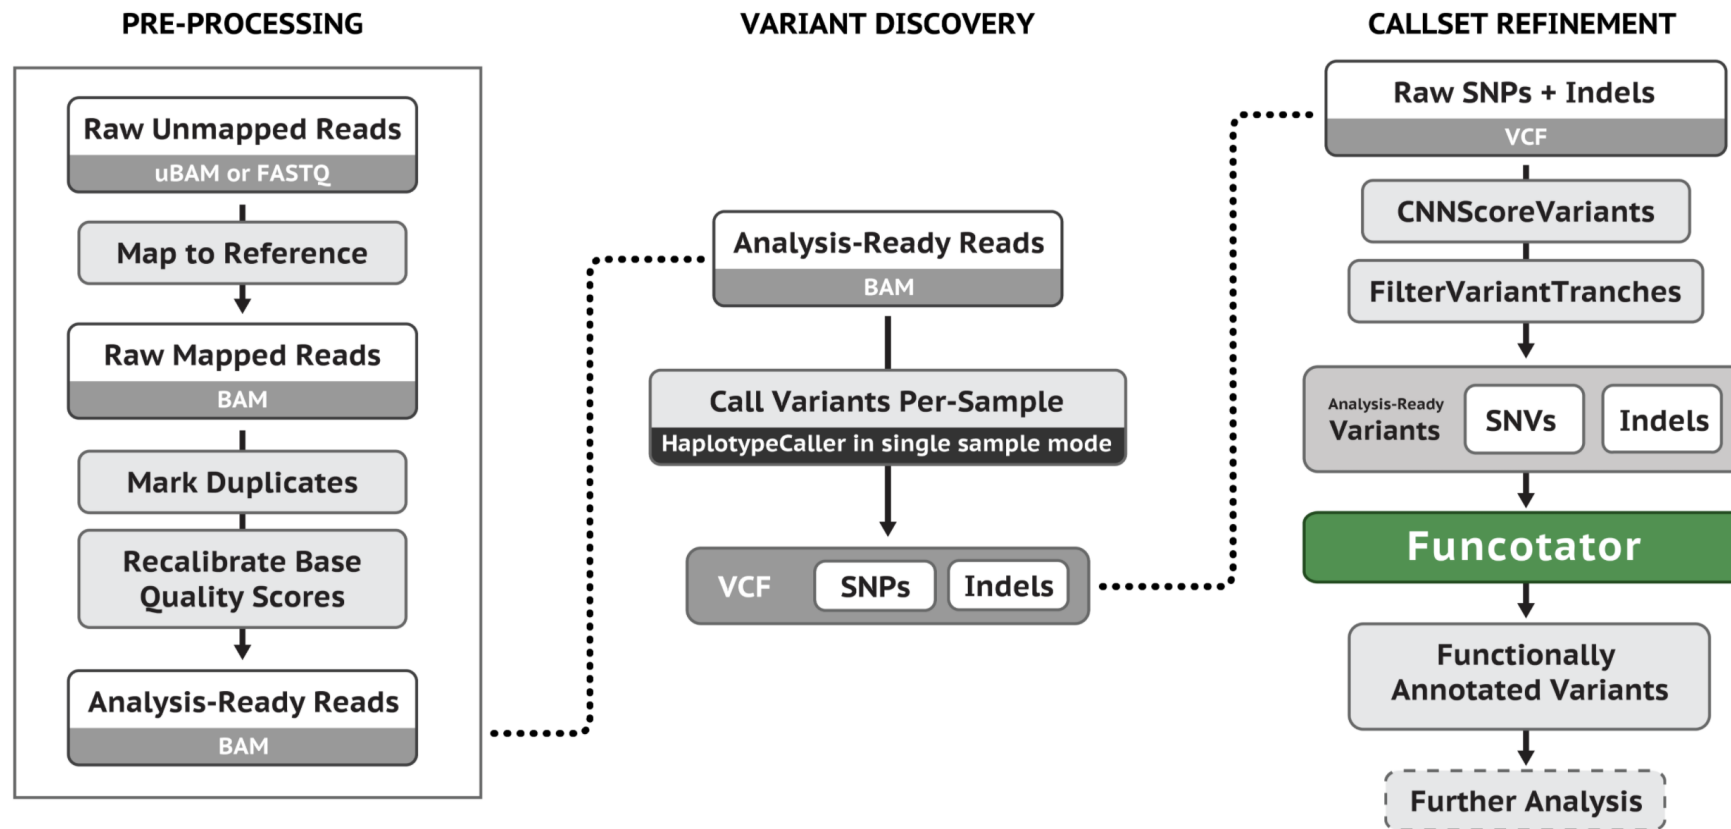 PRE-PROCESSING
Raw Unmapped Reads
uBAM or FASTQ
Map to Reference
Raw Mapped Reads
BAM
Mark Duplicates
Recalibrate Base
Quality Scores
Analysis-Ready Reads
BAM
VARIANT DISCOVERY
Analysis-Ready Reads
BAM
Call Variants Per-Sample
HaplotypeCaller in single sample mode
VCF SNPs Indels
CALLSET REFINEMENT
Raw SNPs + Indels
VCF
CNNScoreVariants
FilterVariantTranches
Analysis-Ready
Variants SNVs Indels
Funcotator
Functionally
Annotated Variants
Further Analysis